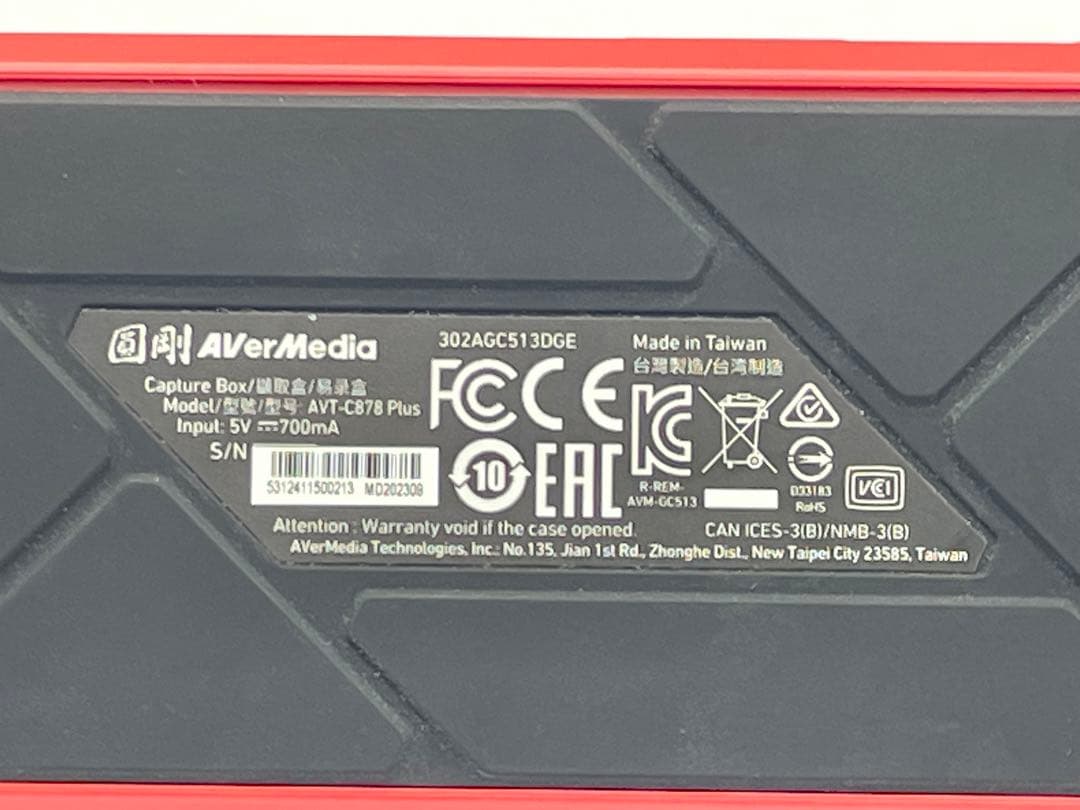 圓剛 AVerMedia
302AGC513DGE
Made in Taiwan
台灣製造/台湾制造
Capture Box/擷取盒/易录盒
Model/型號/型号: AVT-C878 Plus
Input: 5V ⎓700mA
S/N
5312411500213 MD202309
FC CE
10
EAC
KC
R-REM-
AVM-GC513
D33183
RoHS
VCI
Attention : Warranty void if the case opened.
CAN ICES-3(B)/NMB-3(B)
AVerMedia Technologies, Inc.: No.135, Jian 1st Rd., Zhonghe Dist., New Taipei City 23585, Taiwan